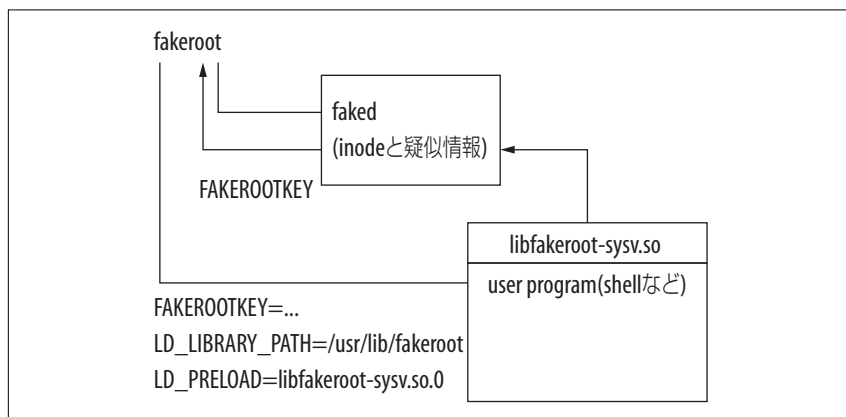 fakeroot
faked
(inodeと疑似情報)
FAKEROOTKEY
libfakeroot-sysv.so
user program(shellなど)
FAKEROOTKEY=...
LD_LIBRARY_PATH=/usr/lib/fakeroot
LD_PRELOAD=libfakeroot-sysv.so.0